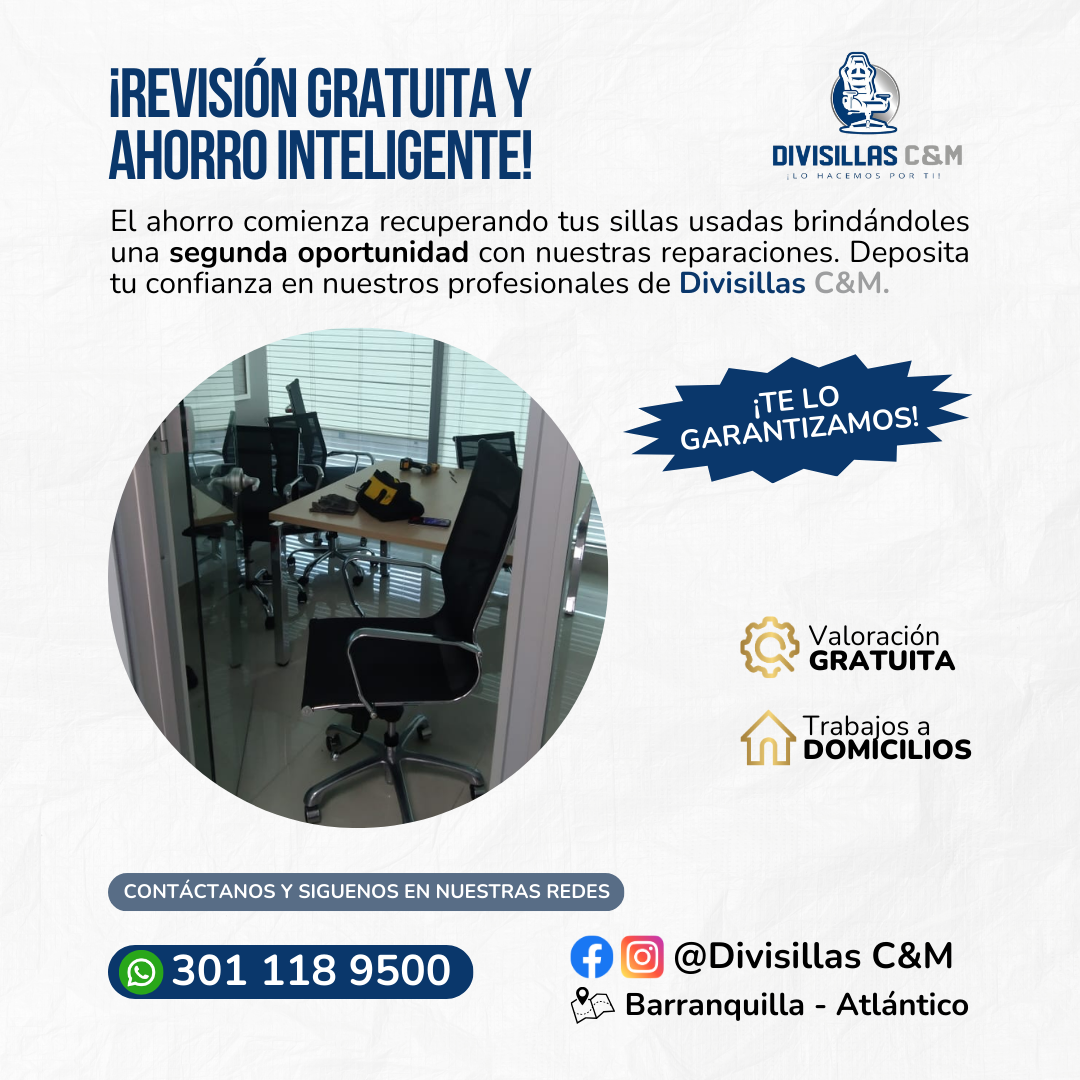 ¡REVISIÓN GRATUITA Y
AHORRO INTELIGENTE!
DIVISILLAS C&M
¡LO HACEMOS POR TI!
El ahorro comienza recuperando tus sillas usadas brindándoles
una segunda oportunidad con nuestras reparaciones. Deposita
tu confianza en nuestros profesionales de Divisillas C&M.
¡TE LO
GARANTIZAMOS!
Valoración
GRATUITA
Trabajos a
DOMICILIOS
CONTÁCTANOS Y SIGUENOS EN NUESTRAS REDES
301 118 9500
@Divisillas C&M
Barranquilla - Atlántico